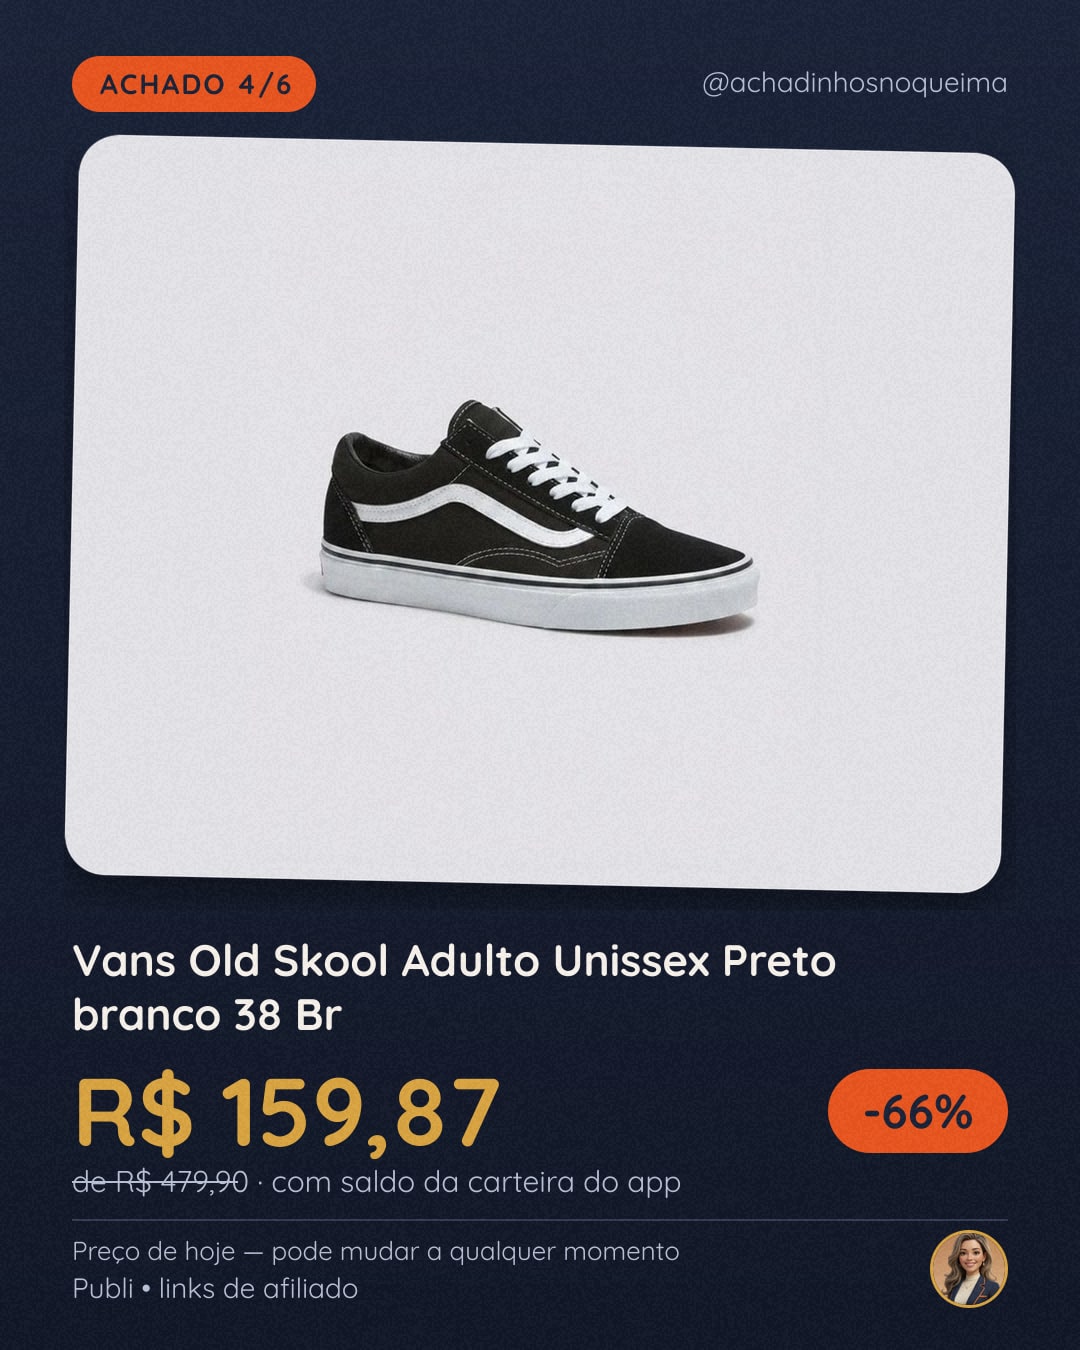 ACHADO 4/6
@achadinhosnoqueima
Vans Old Skool Adulto Unissex Preto
branco 38 Br
R$ 159,87
-66%
de R$ 479,90 · com saldo da carteira do app
Preço de hoje — pode mudar a qualquer momento
Publi • links de afiliado